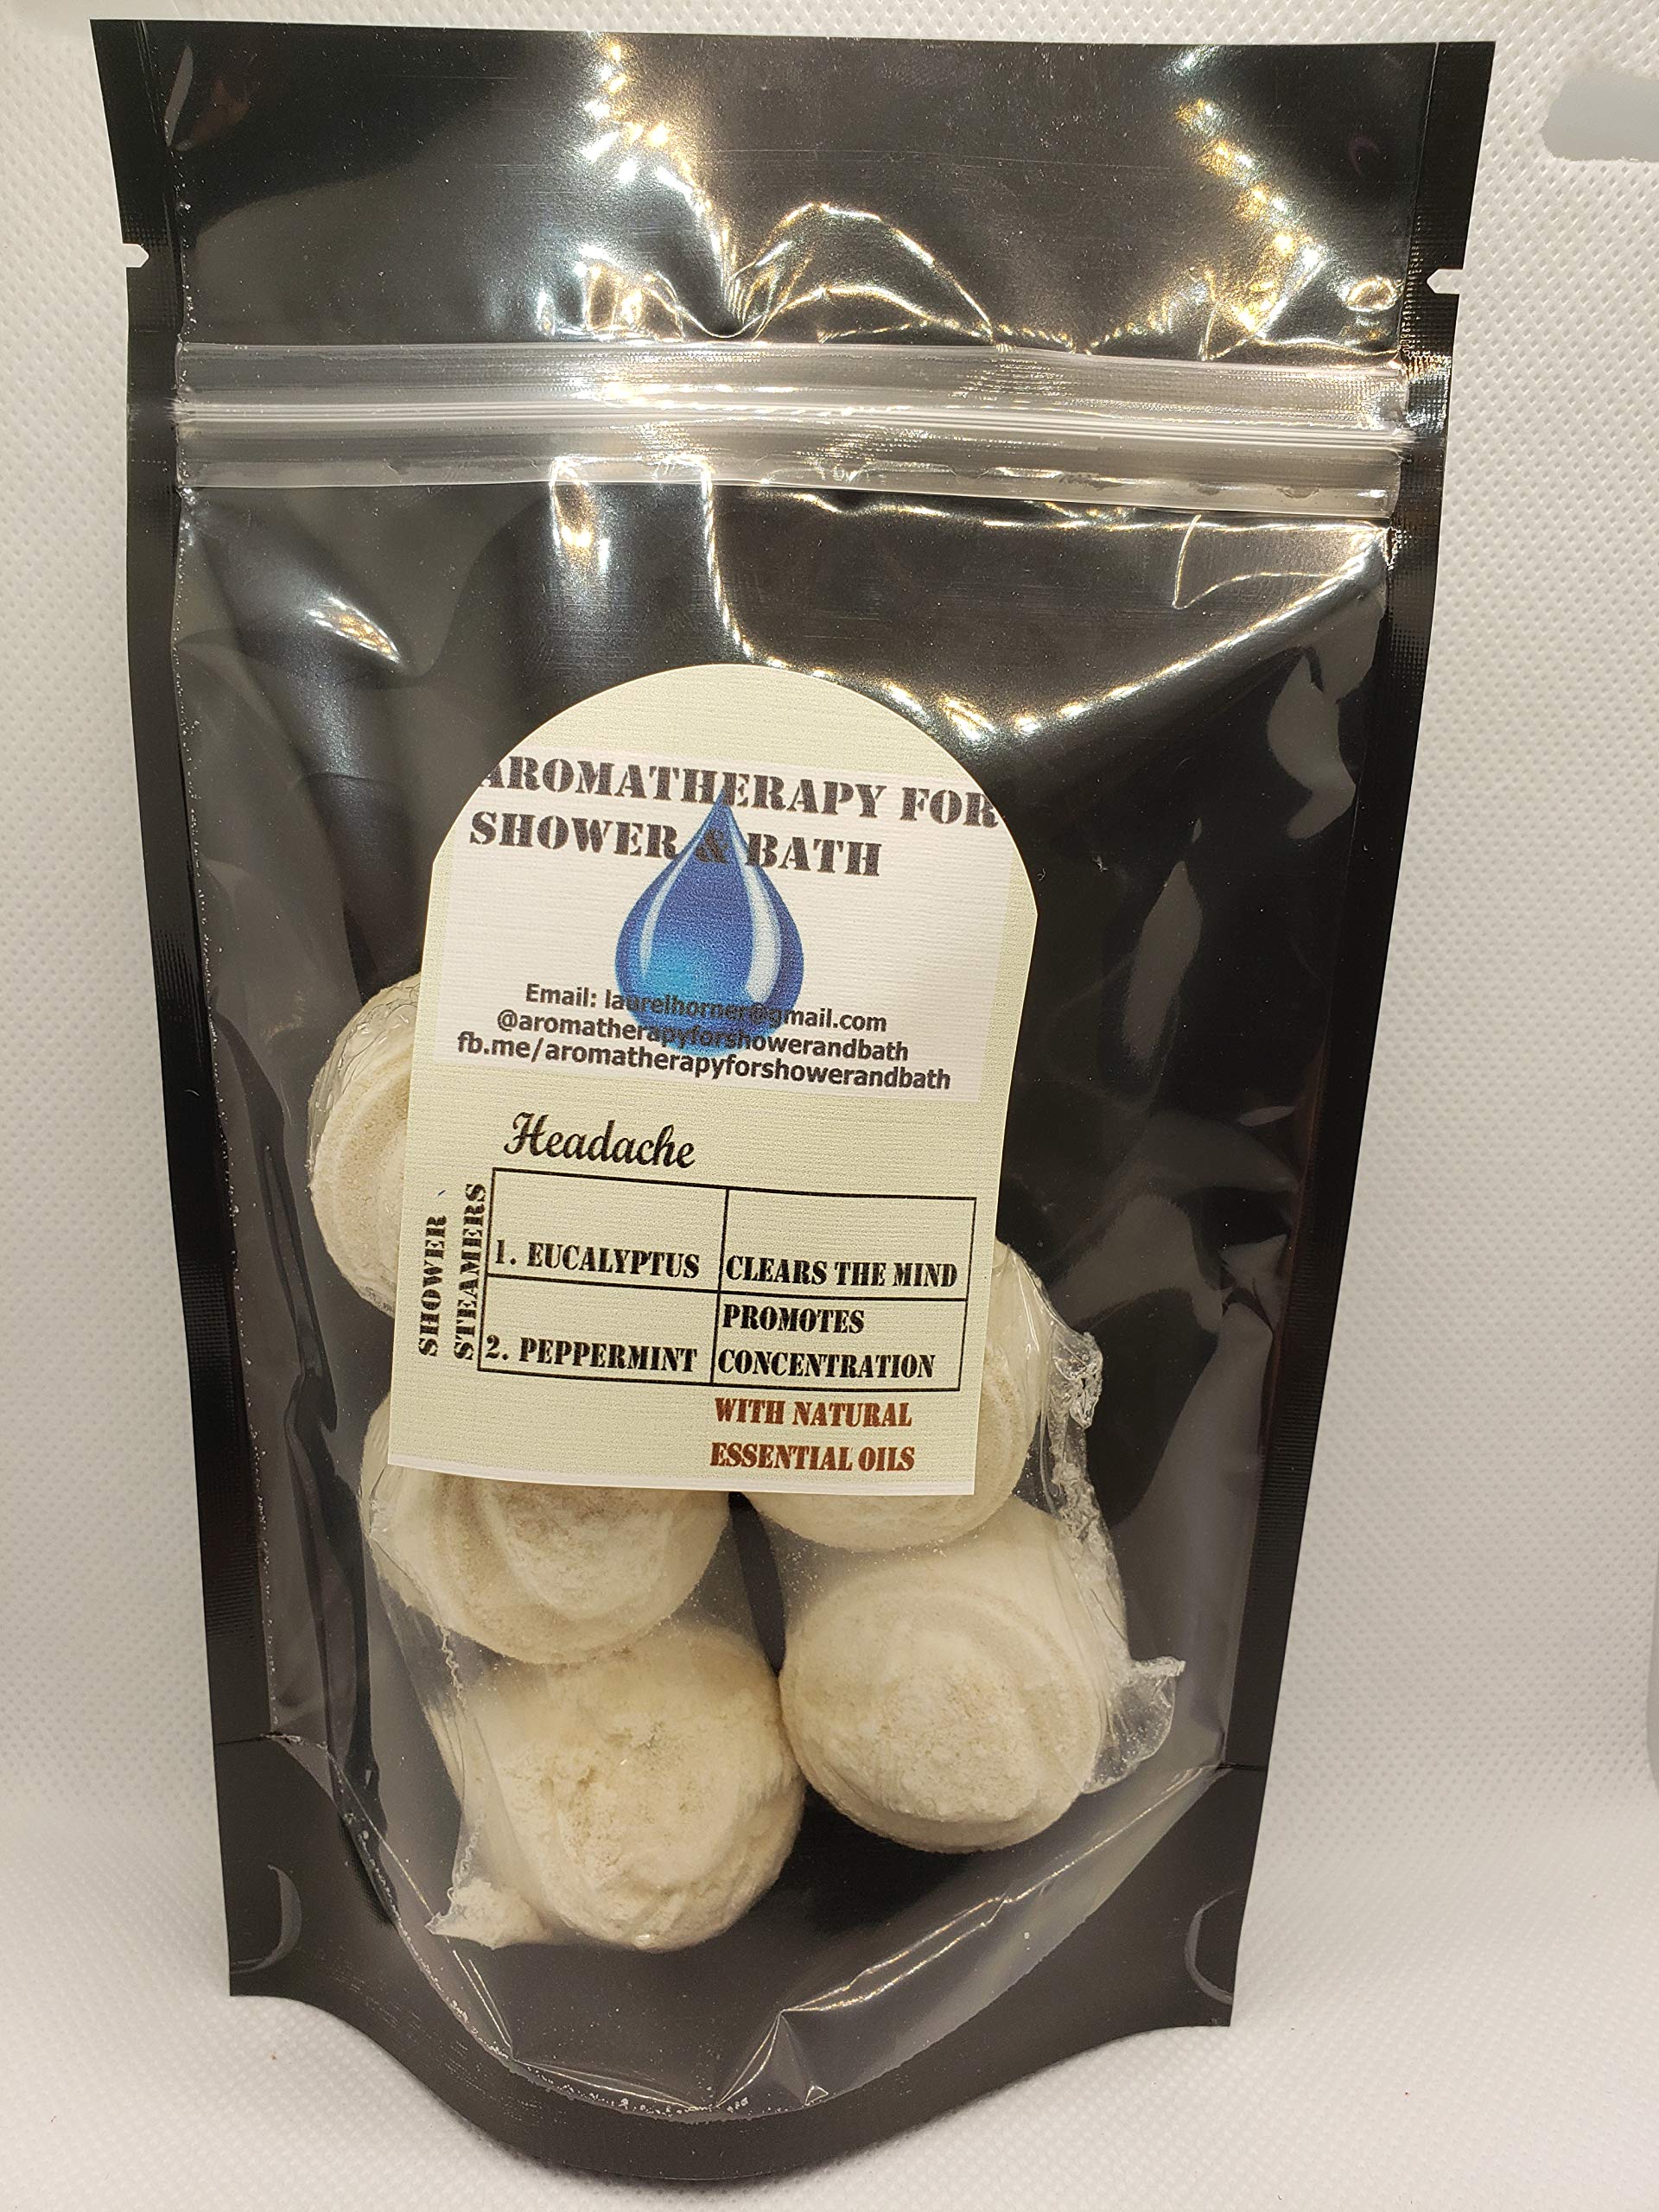 AROMATHERAPY FOR
SHOWER & BATH
Email: laurelhorner@gmail.com
@aromatherapyforshowerandbath
fb.me/aromatherapyforshowerandbath
Headache
SHOWER
STEAMERS
1. EUCALYPTUS
CLEARS THE MIND
2. PEPPERMINT
PROMOTES
CONCENTRATION
WITH NATURAL
ESSENTIAL OILS